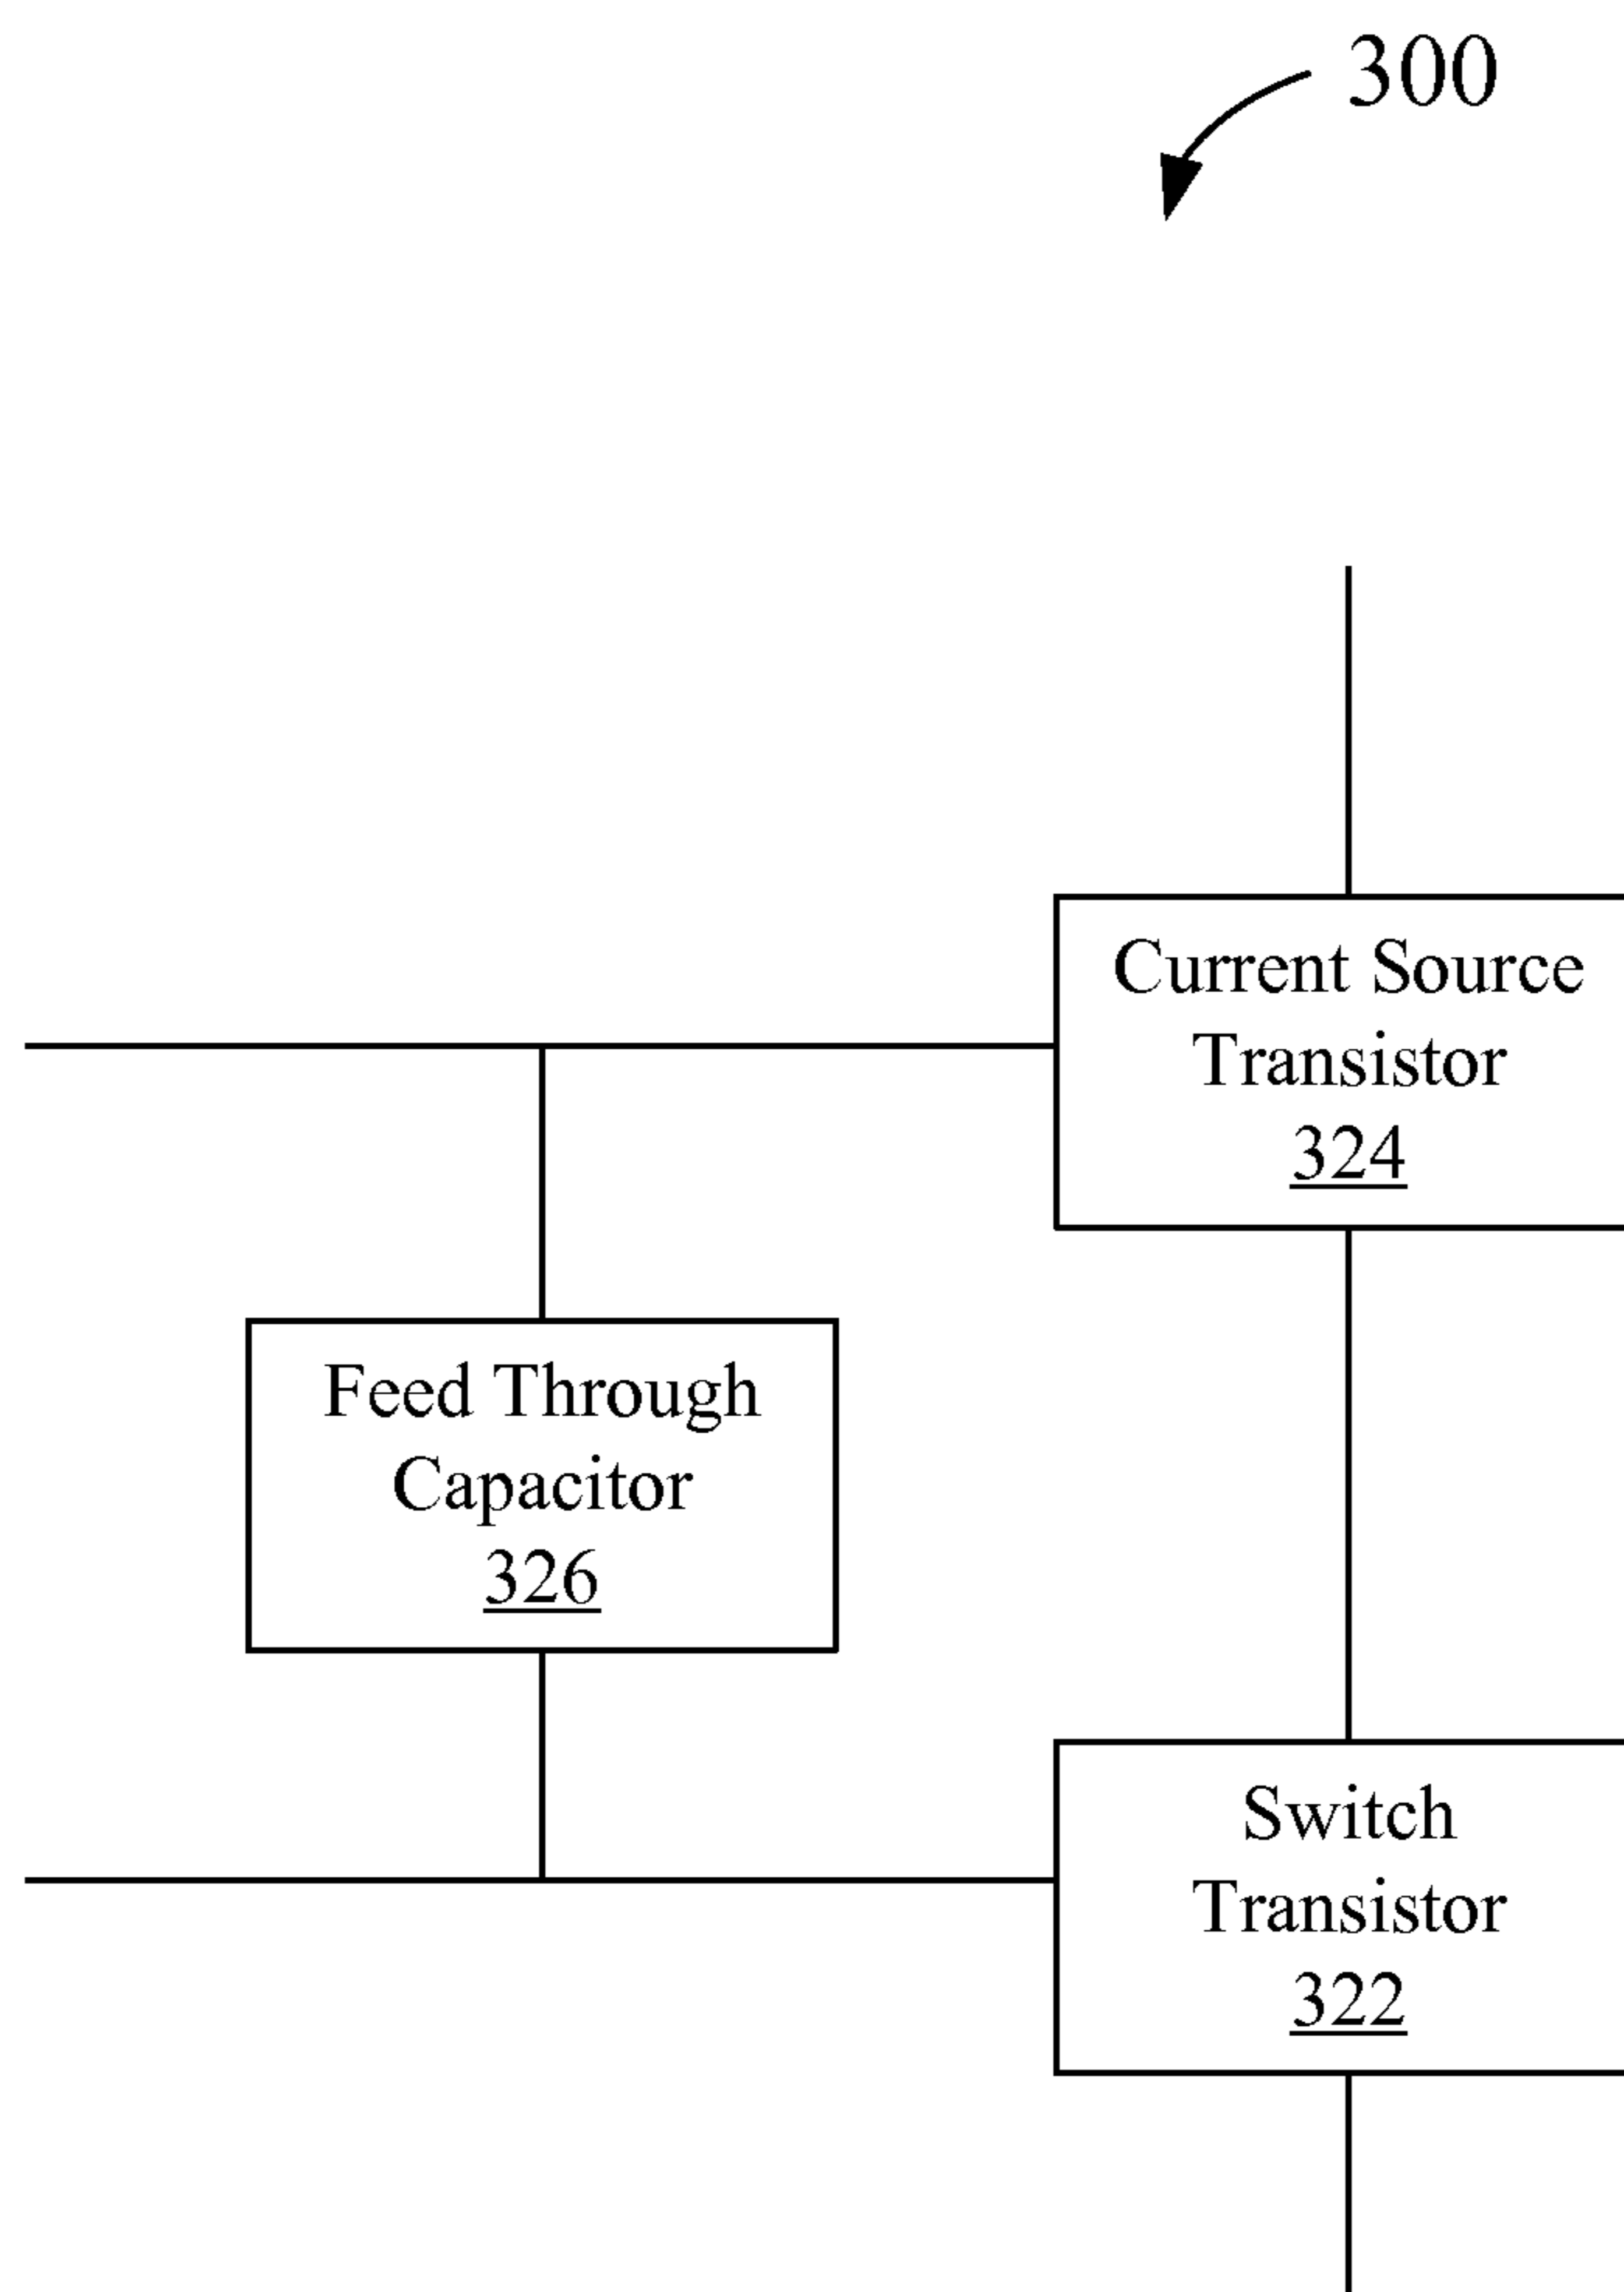 300
Current Source
Transistor
324
Feed Through
Capacitor
326
Switch
Transistor
322